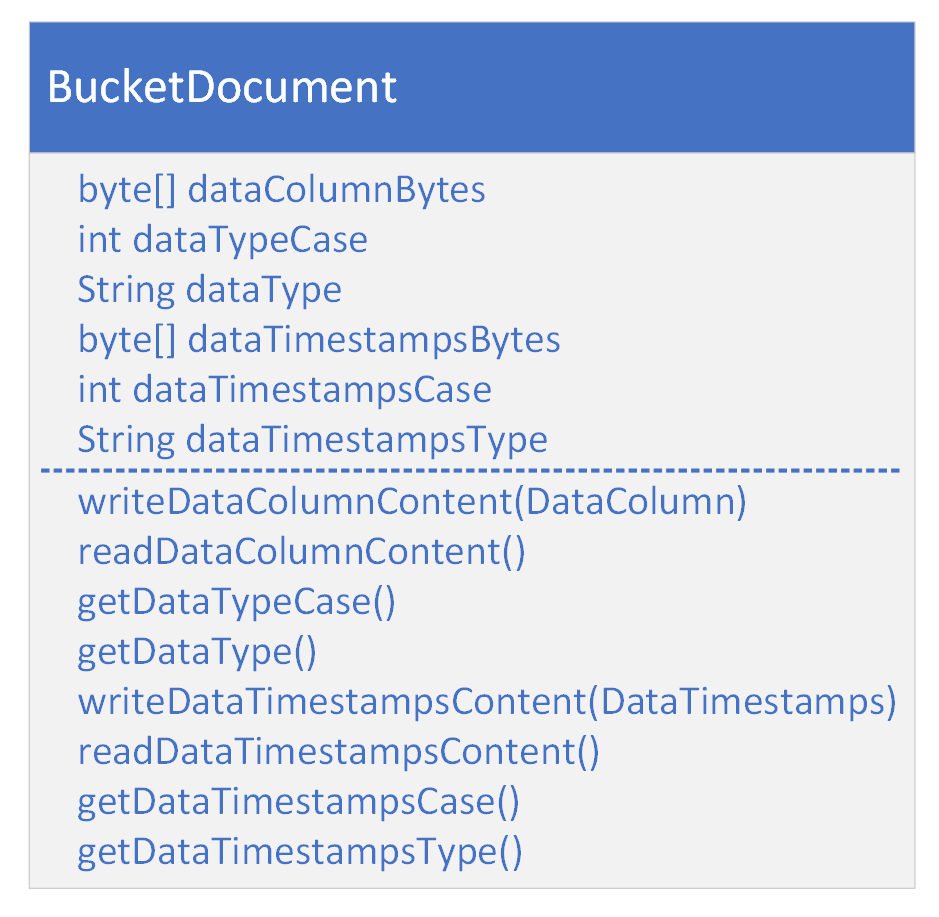 BucketDocument
byte[] dataColumnBytes
int dataTypeCase
String dataType
byte[] dataTimestampsBytes
int dataTimestampsCase
String dataTimestampsType
writeDataColumnContent(DataColumn)
readDataColumnContent()
getDataTypeCase()
getDataType()
writeDataTimestampsContent(DataTimestamps)
readDataTimestampsContent()
getDataTimestampsCase()
getDataTimestampsType()